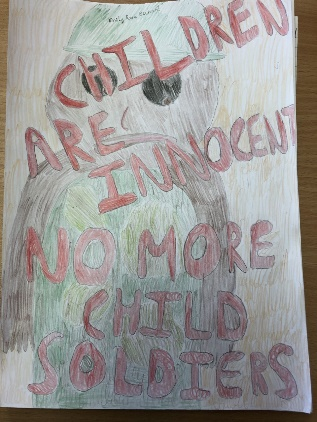 CHILDREN
ARE
INNOCENT
NO MORE
CHILD
SOLDIERS